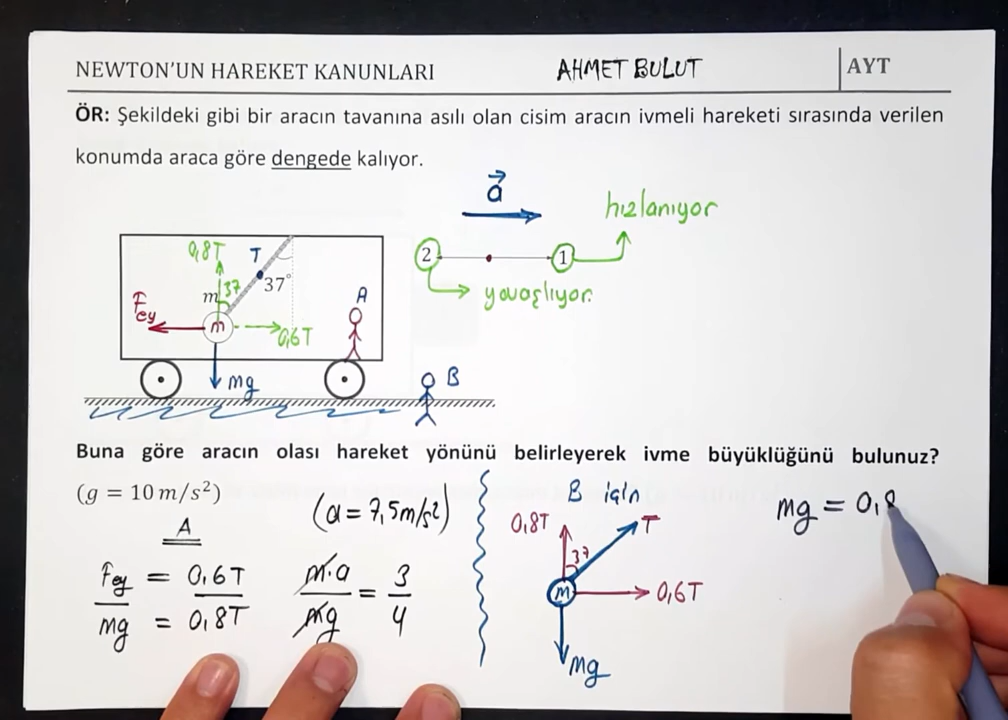 NEWTON'UN HAREKET KANUNLARI AHMET BULUT AYT
ÖR: Şekildeki gibi bir aracın tavanına asılı olan cisim aracın ivmeli hareketi sırasında verilen
konumda araca göre dengede kalıyor.
a
hızlanıyor
0,8T T
2 1
37 37°
m
yavaşlıyor.
Fey m 0,6T A
mg B
Buna göre aracın olası hareket yönünü belirleyerek ivme büyüklüğünü bulunuz?
(g = 10 m/s²) (a = 7,5m/s²) B için mg = 0,8
A 0,8T T
37
Fey = 0,6T m.a = 3
mg = 0,8T mg 4
m 0,6T
mg